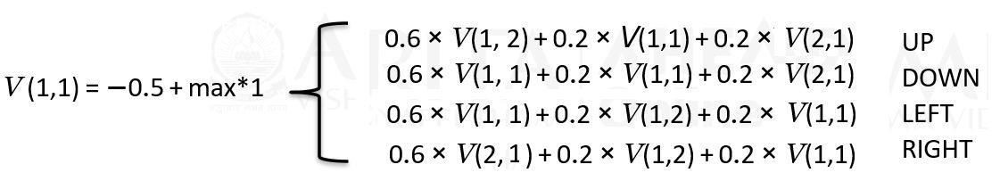 0.6 × V(1, 2) + 0.2 × V(1,1) + 0.2 × V(2,1) UP
0.6 × V(1, 1) + 0.2 × V(1,1) + 0.2 × V(2,1) DOWN
V (1,1) = −0.5 + max*1
0.6 × V(1, 1) + 0.2 × V(1,2) + 0.2 × V(1,1) LEFT
0.6 × V(2, 1) + 0.2 × V(1,2) + 0.2 × V(1,1) RIGHT